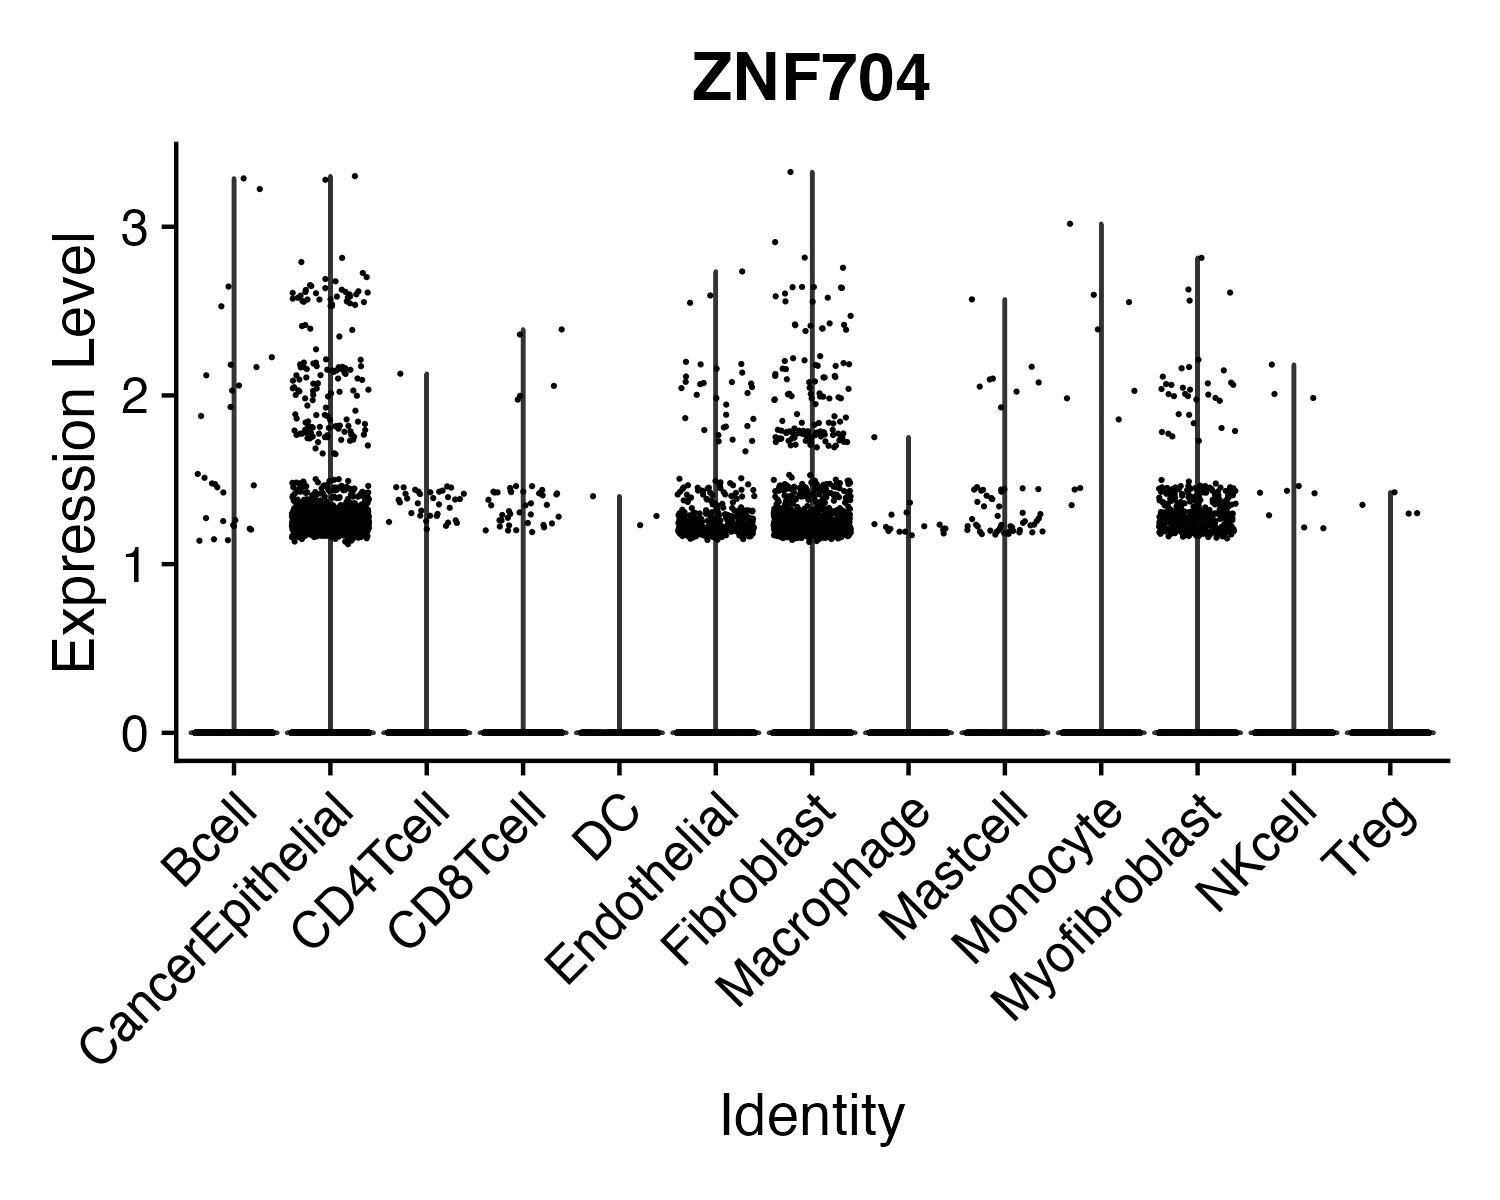 ZNF704
Expression Level
3
2
1
0
Bcell
CancerEpithelial
CD4Tcell
CD8Tcell
DC
Endothelial
Fibroblast
Macrophage
Mastcell
Monocyte
Myofibroblast
NKcell
Treg
Identity